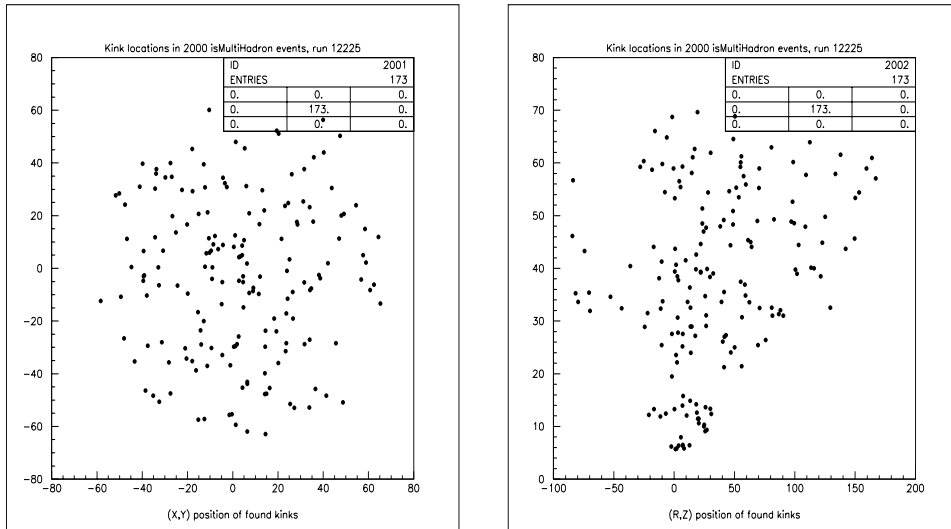 Kink locations in 2000 isMultiHadron events, run 12225
ID 2001
ENTRIES 173
0. 0. 0.
0. 173. 0.
0. 0. 0.
80
60
40
20
0
−20
−40
−60
−80
−80 −60 −40 −20 0 20 40 60 80
(X,Y) position of found kinks
Kink locations in 2000 isMultiHadron events, run 12225
ID 2002
ENTRIES 173
0. 0. 0.
0. 173. 0.
0. 0. 0.
80
70
60
50
40
30
20
10
0
−100 −50 0 50 100 150 200
(R,Z) position of found kinks